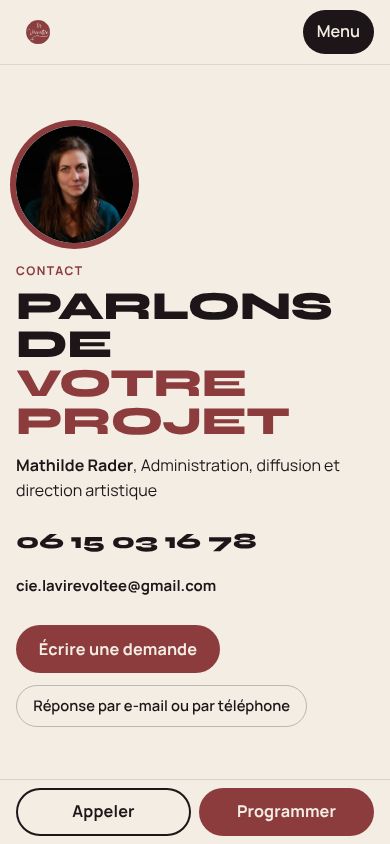 Menu
CONTACT
PARLONS
DE
VOTRE
PROJET
Mathilde Rader, Administration, diffusion et
direction artistique
06 15 03 16 78
cie.lavirevoltee@gmail.com
Écrire une demande
Réponse par e-mail ou par téléphone
Appeler
Programmer